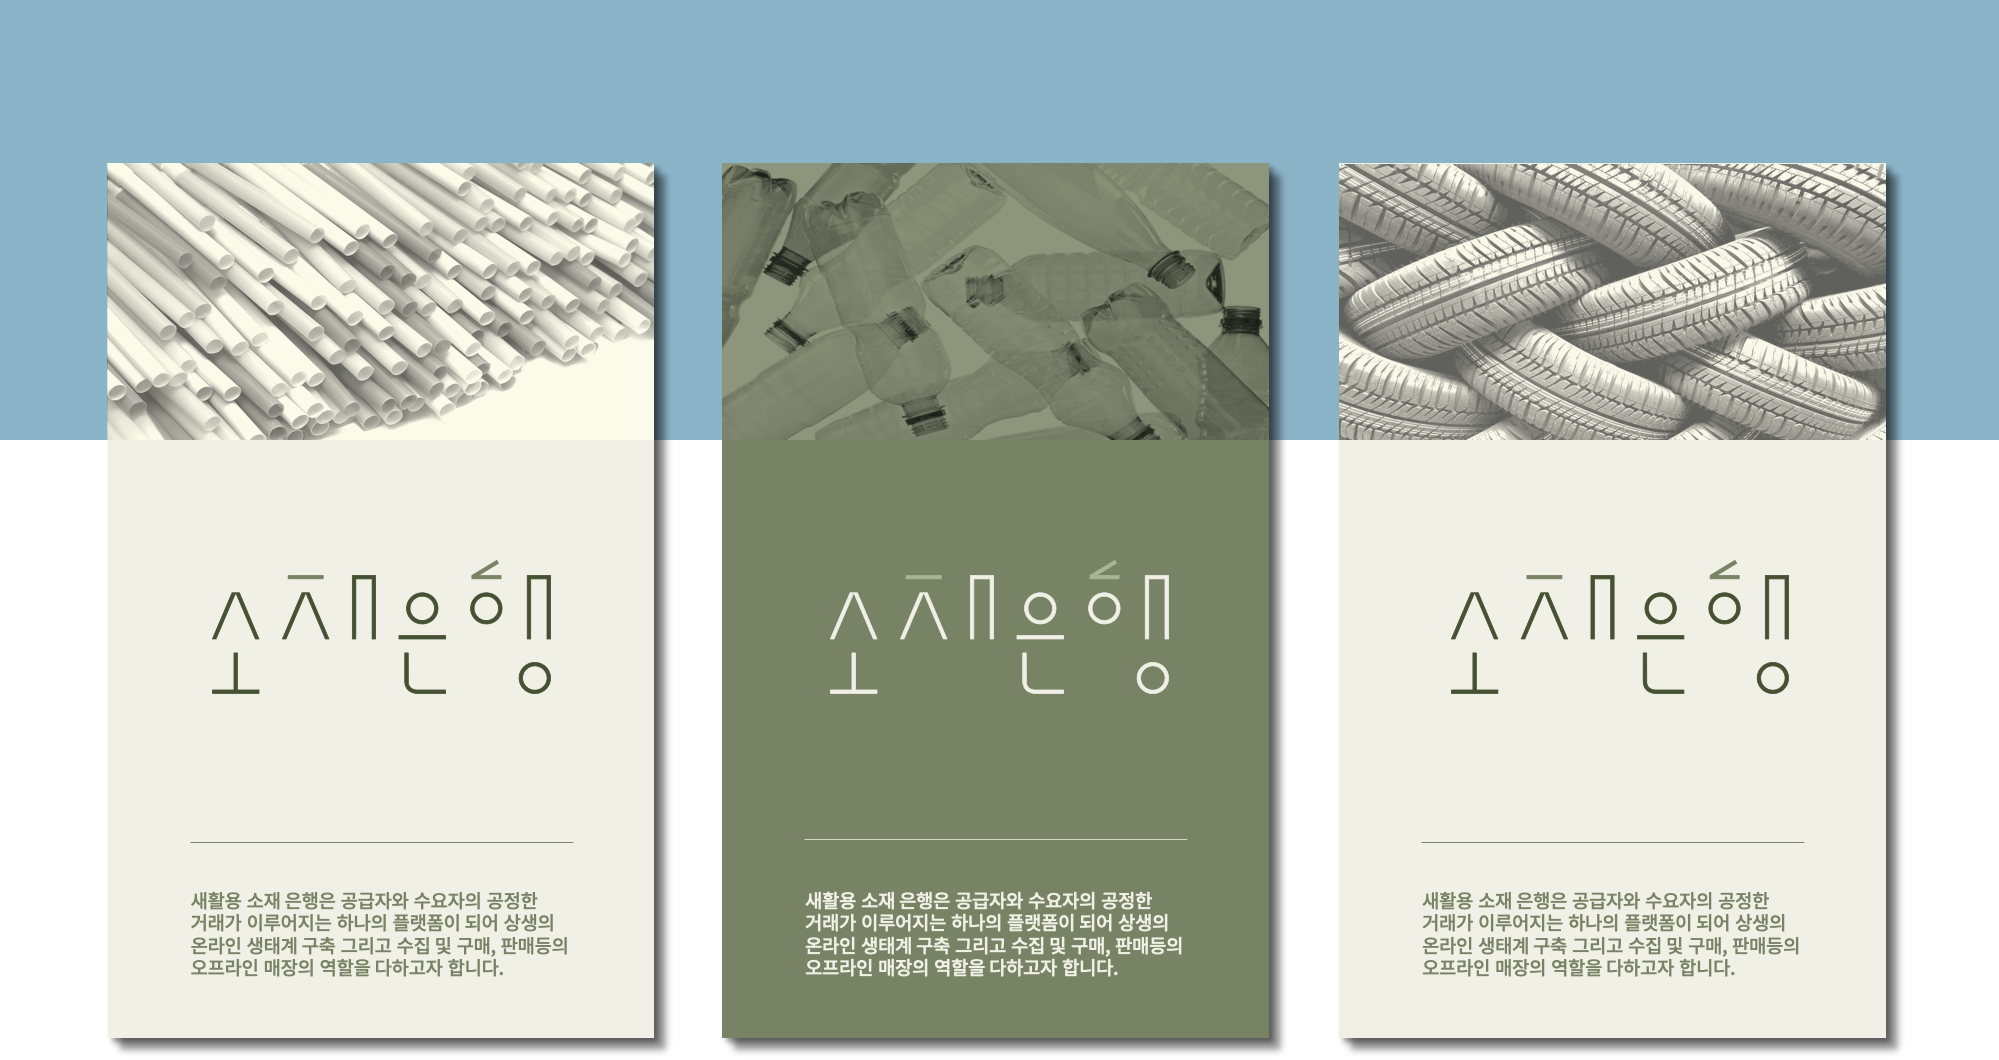 소재은행
새활용 소재 은행은 공급자와 수요자의 공정한
거래가 이루어지는 하나의 플랫폼이 되어 상생의
온라인 생태계 구축 그리고 수집 및 구매, 판매등의
오프라인 매장의 역할을 다하고자 합니다.
소재은행
새활용 소재 은행은 공급자와 수요자의 공정한
거래가 이루어지는 하나의 플랫폼이 되어 상생의
온라인 생태계 구축 그리고 수집 및 구매, 판매등의
오프라인 매장의 역할을 다하고자 합니다.
소재은행
새활용 소재 은행은 공급자와 수요자의 공정한
거래가 이루어지는 하나의 플랫폼이 되어 상생의
온라인 생태계 구축 그리고 수집 및 구매, 판매등의
오프라인 매장의 역할을 다하고자 합니다.